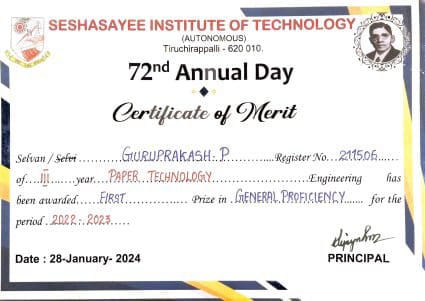 SESHASAYEE INSTITUTE OF TECHNOLOGY
(AUTONOMOUS)
Tiruchirappalli - 620 010.
72nd Annual Day
Certificate of Merit
Selvan / Selvi ............GURUPRAKASH. P............Register No...211506......
of....III.....year....PAPER TECHNOLOGY........................Engineering has
been awarded.......FIRST............Prize in....GENERAL PROFICIENCY.......for the
period ..2022-2023.....
Date : 28-January- 2024
PRINCIPAL